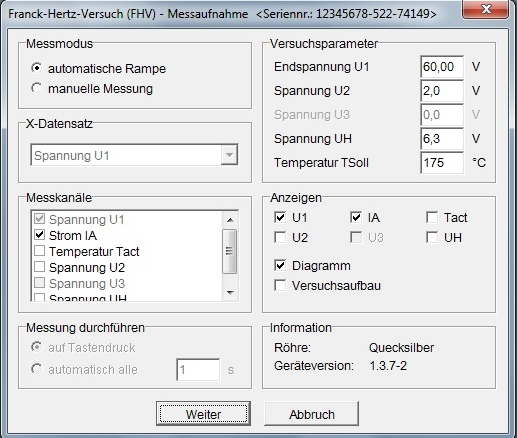 Franck-Hertz-Versuch (FHV) - Messaufnahme <Seriennr.: 12345678-522-74149>
Messmodus
automatische Rampe
manuelle Messung
X-Datensatz
Spannung U1
Messkanäle
Spannung U1
Strom IA
Temperatur Tact
Spannung U2
Spannung U3
Spannung UH
Messung durchführen
auf Tastendruck
automatisch alle 1 s
Versuchsparameter
Endspannung U1 60,00 V
Spannung U2 2,0 V
Spannung U3 0,0 V
Spannung UH 6,3 V
Temperatur TSoll 175 °C
Anzeigen
U1 IA Tact
U2 U3 UH
Diagramm
Versuchsaufbau
Information
Röhre: Quecksilber
Geräteversion: 1.3.7-2
Weiter Abbruch